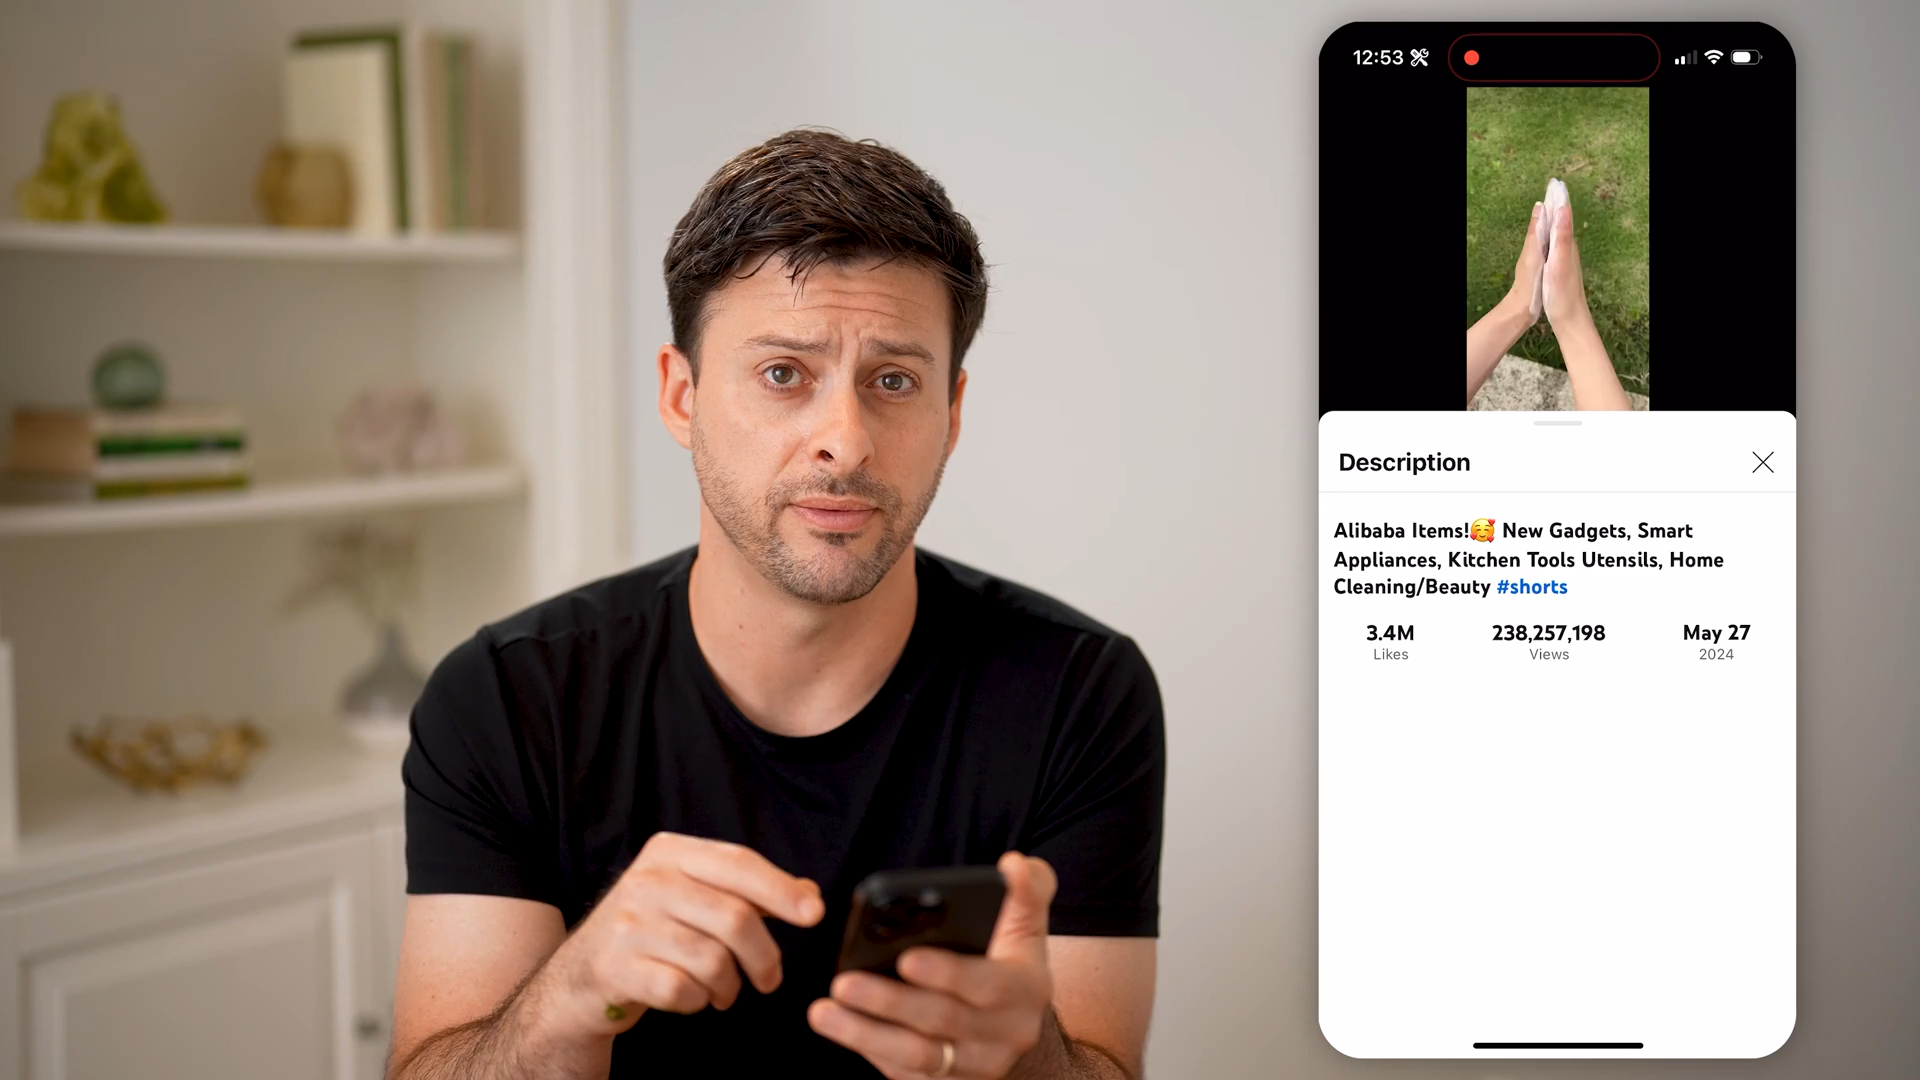 12:53
Description
Alibaba Items!🥰 New Gadgets, Smart
Appliances, Kitchen Tools Utensils, Home
Cleaning/Beauty #shorts
3.4M
Likes
238,257,198
Views
May 27
2024